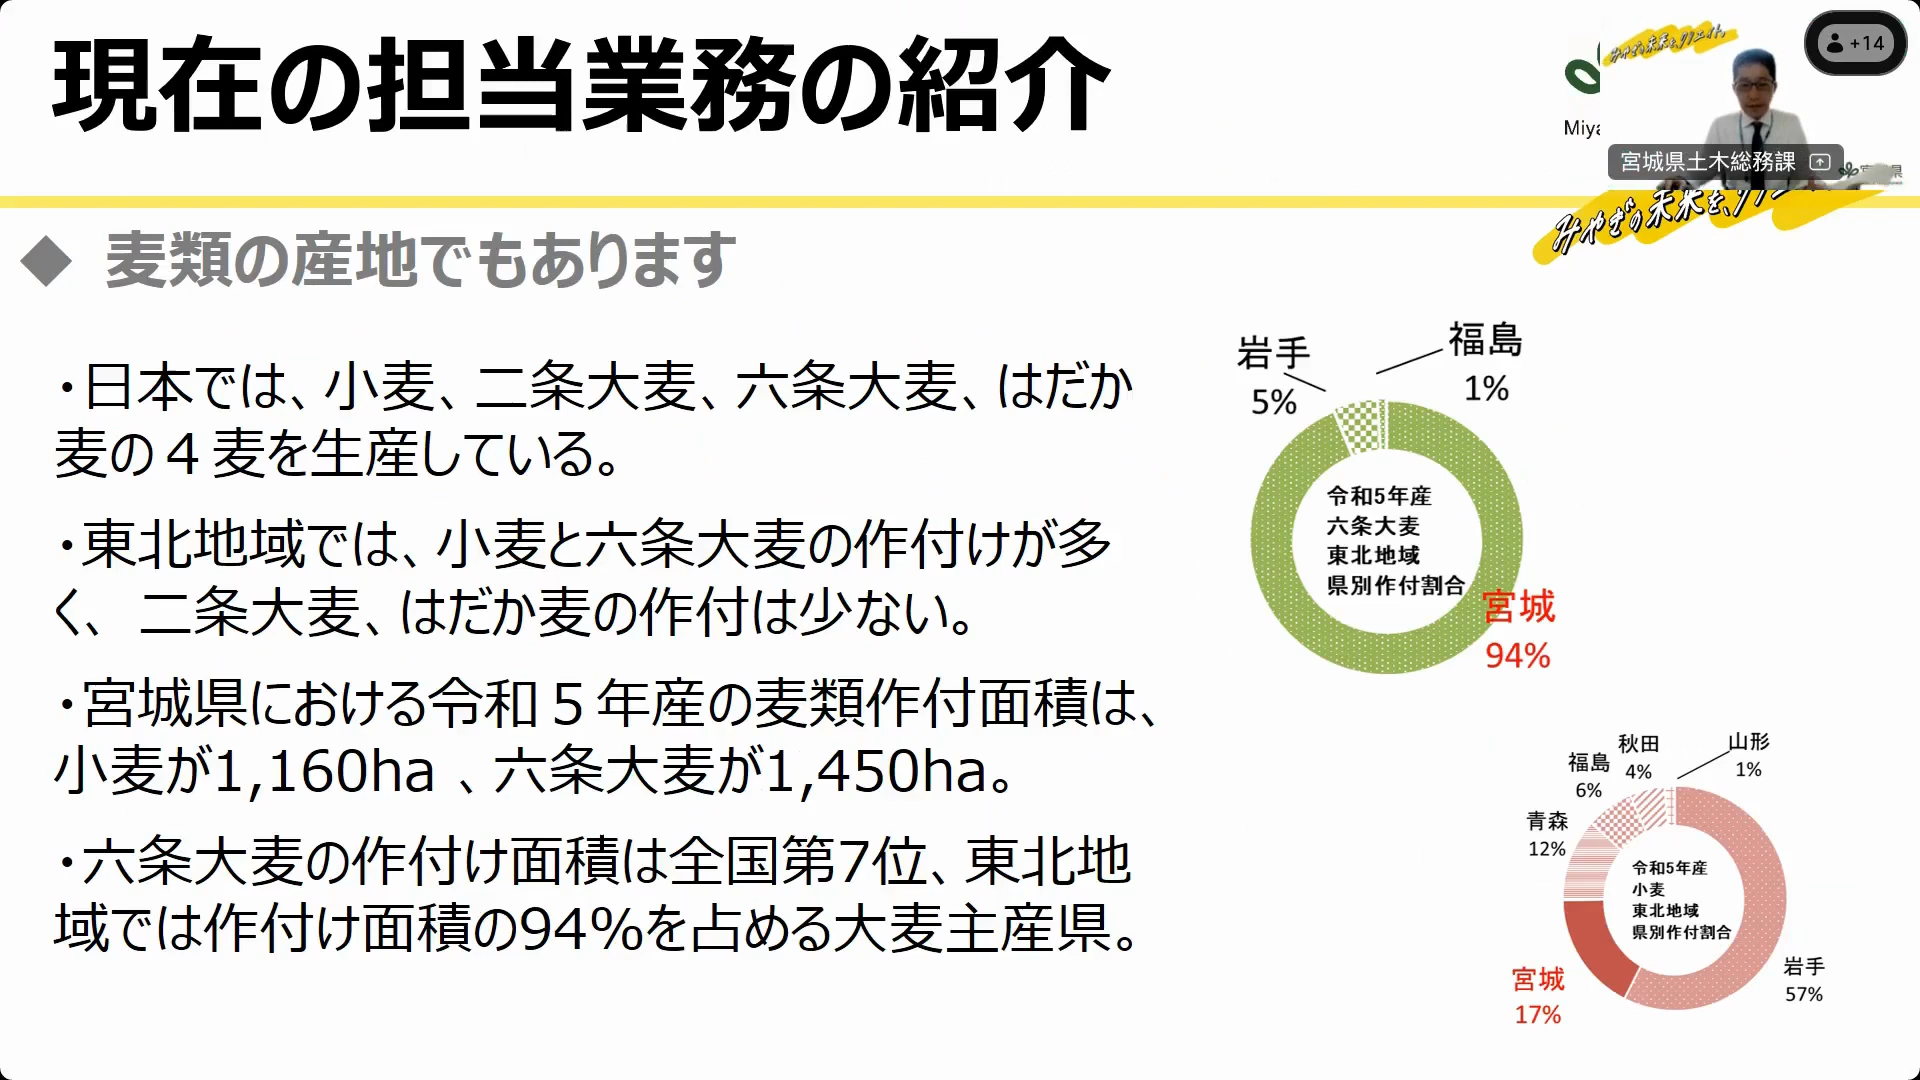 現在の担当業務の紹介
+14
Miya
宮城県土木総務課
みやぎの未来を、クリエイト。
◆ 麦類の産地でもあります
・日本では、小麦、二条大麦、六条大麦、はだか
麦の４麦を生産している。
・東北地域では、小麦と六条大麦の作付けが多
く、二条大麦、はだか麦の作付は少ない。
・宮城県における令和５年産の麦類作付面積は、
小麦が1,160ha 、六条大麦が1,450ha。
・六条大麦の作付け面積は全国第7位、東北地
域では作付け面積の94%を占める大麦主産県。
岩手
5%
福島
1%
令和5年産
六条大麦
東北地域
県別作付割合
宮城
94%
秋田
4%
山形
1%
福島
6%
青森
12%
令和5年産
小麦
東北地域
県別作付割合
宮城
17%
岩手
57%